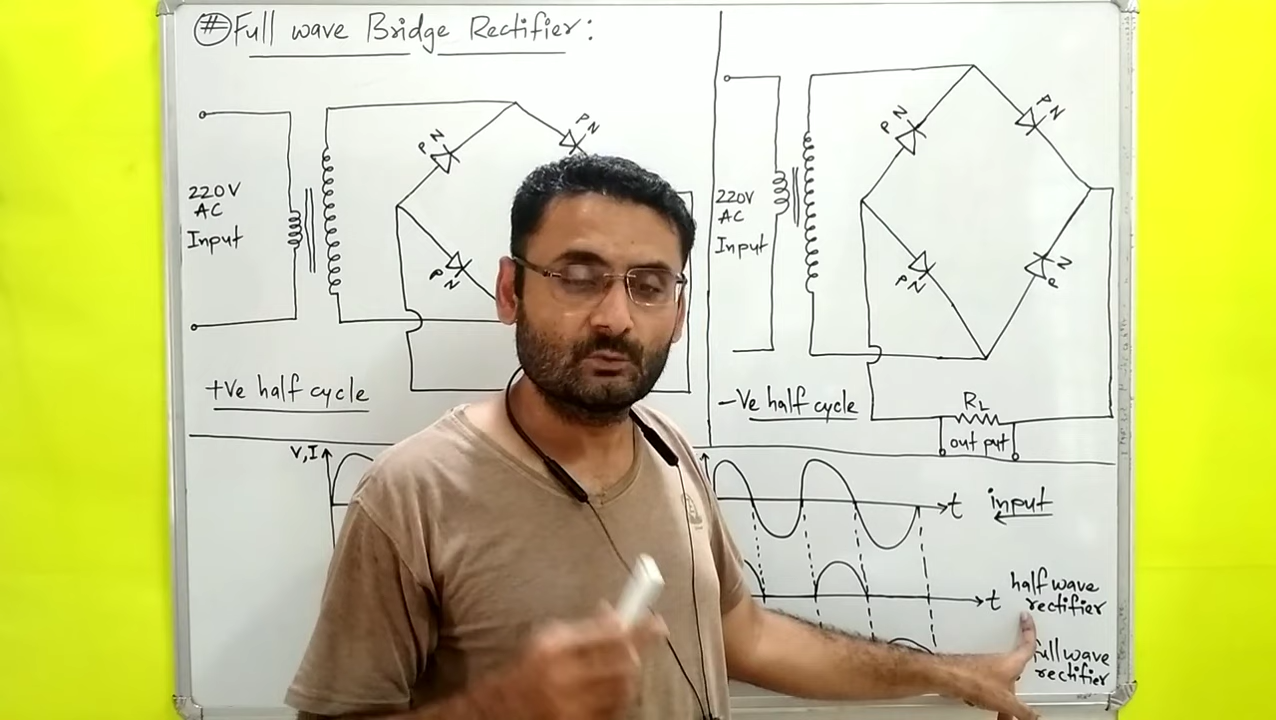 # Full wave Bridge Rectifier:
P N
P N
220V
AC
Input
P N
+Ve half cycle
P N
P N
220V
AC
Input
P N
N P
-Ve half cycle
RL
out put
V,I
t input
t half wave
rectifier
full wave
rectifier